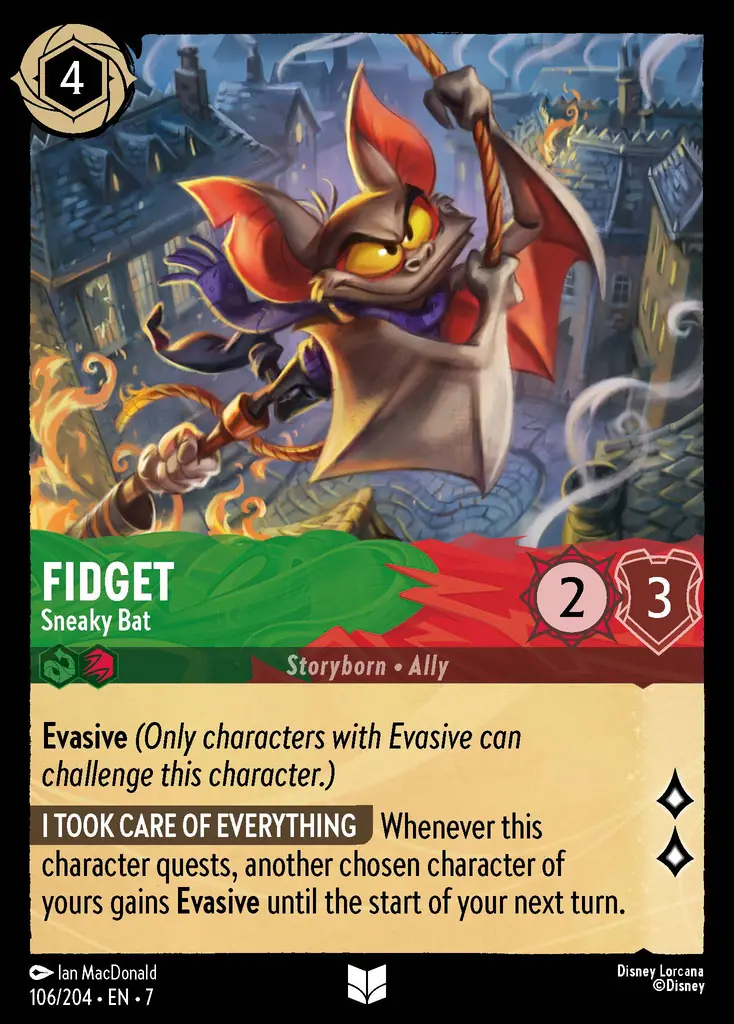 4
FIDGET
Sneaky Bat
2
3
Storyborn • Ally
Evasive (Only characters with Evasive can
challenge this character.)
I TOOK CARE OF EVERYTHING Whenever this
character quests, another chosen character of
yours gains Evasive until the start of your next turn.
Ian MacDonald
106/204 • EN • 7
Disney Lorcana
©Disney